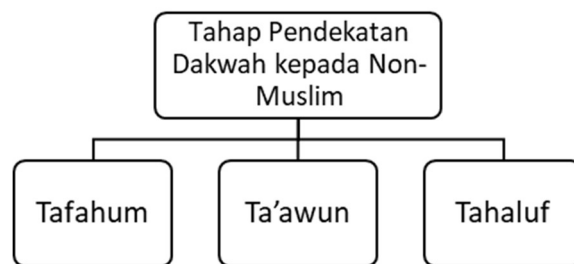 Tahap Pendekatan
Dakwah kepada Non-
Muslim
Tafahum
Ta'awun
Tahaluf